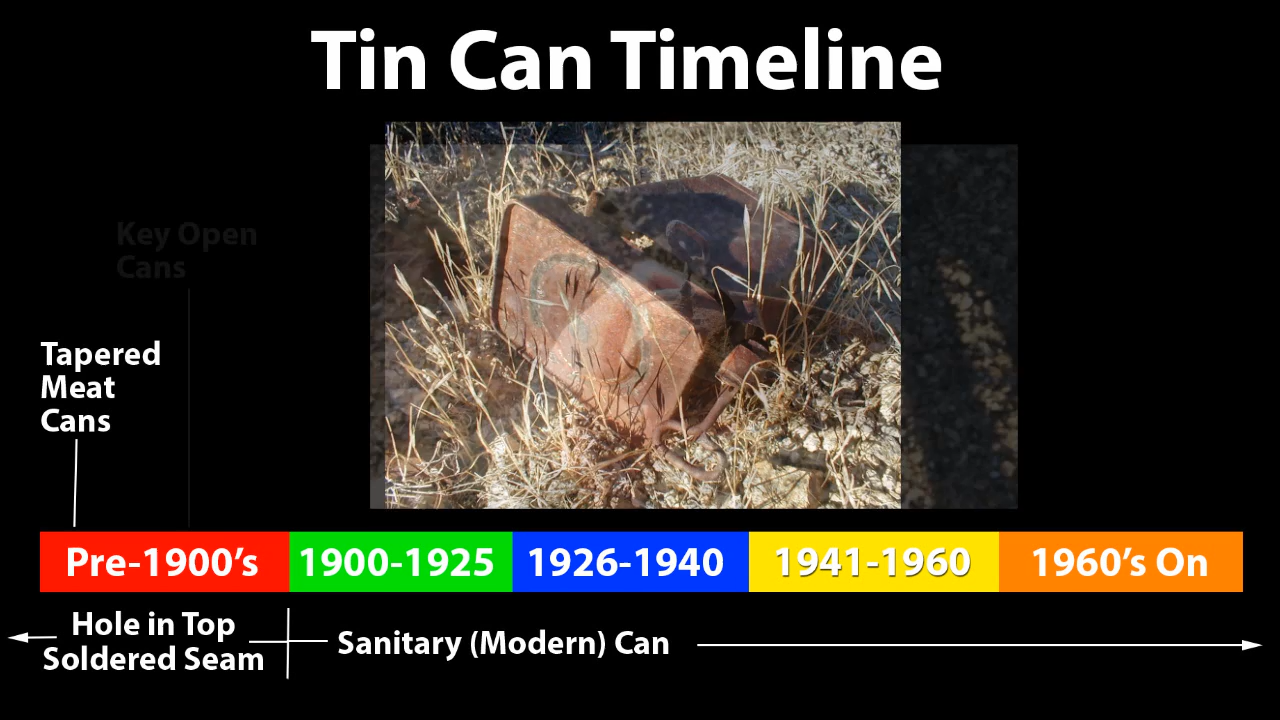 Tin Can Timeline
Key Open
Cans
Tapered
Meat
Cans
Pre-1900’s
1900-1925
1926-1940
1941-1960
1960’s On
Hole in Top
Soldered Seam
Sanitary (Modern) Can